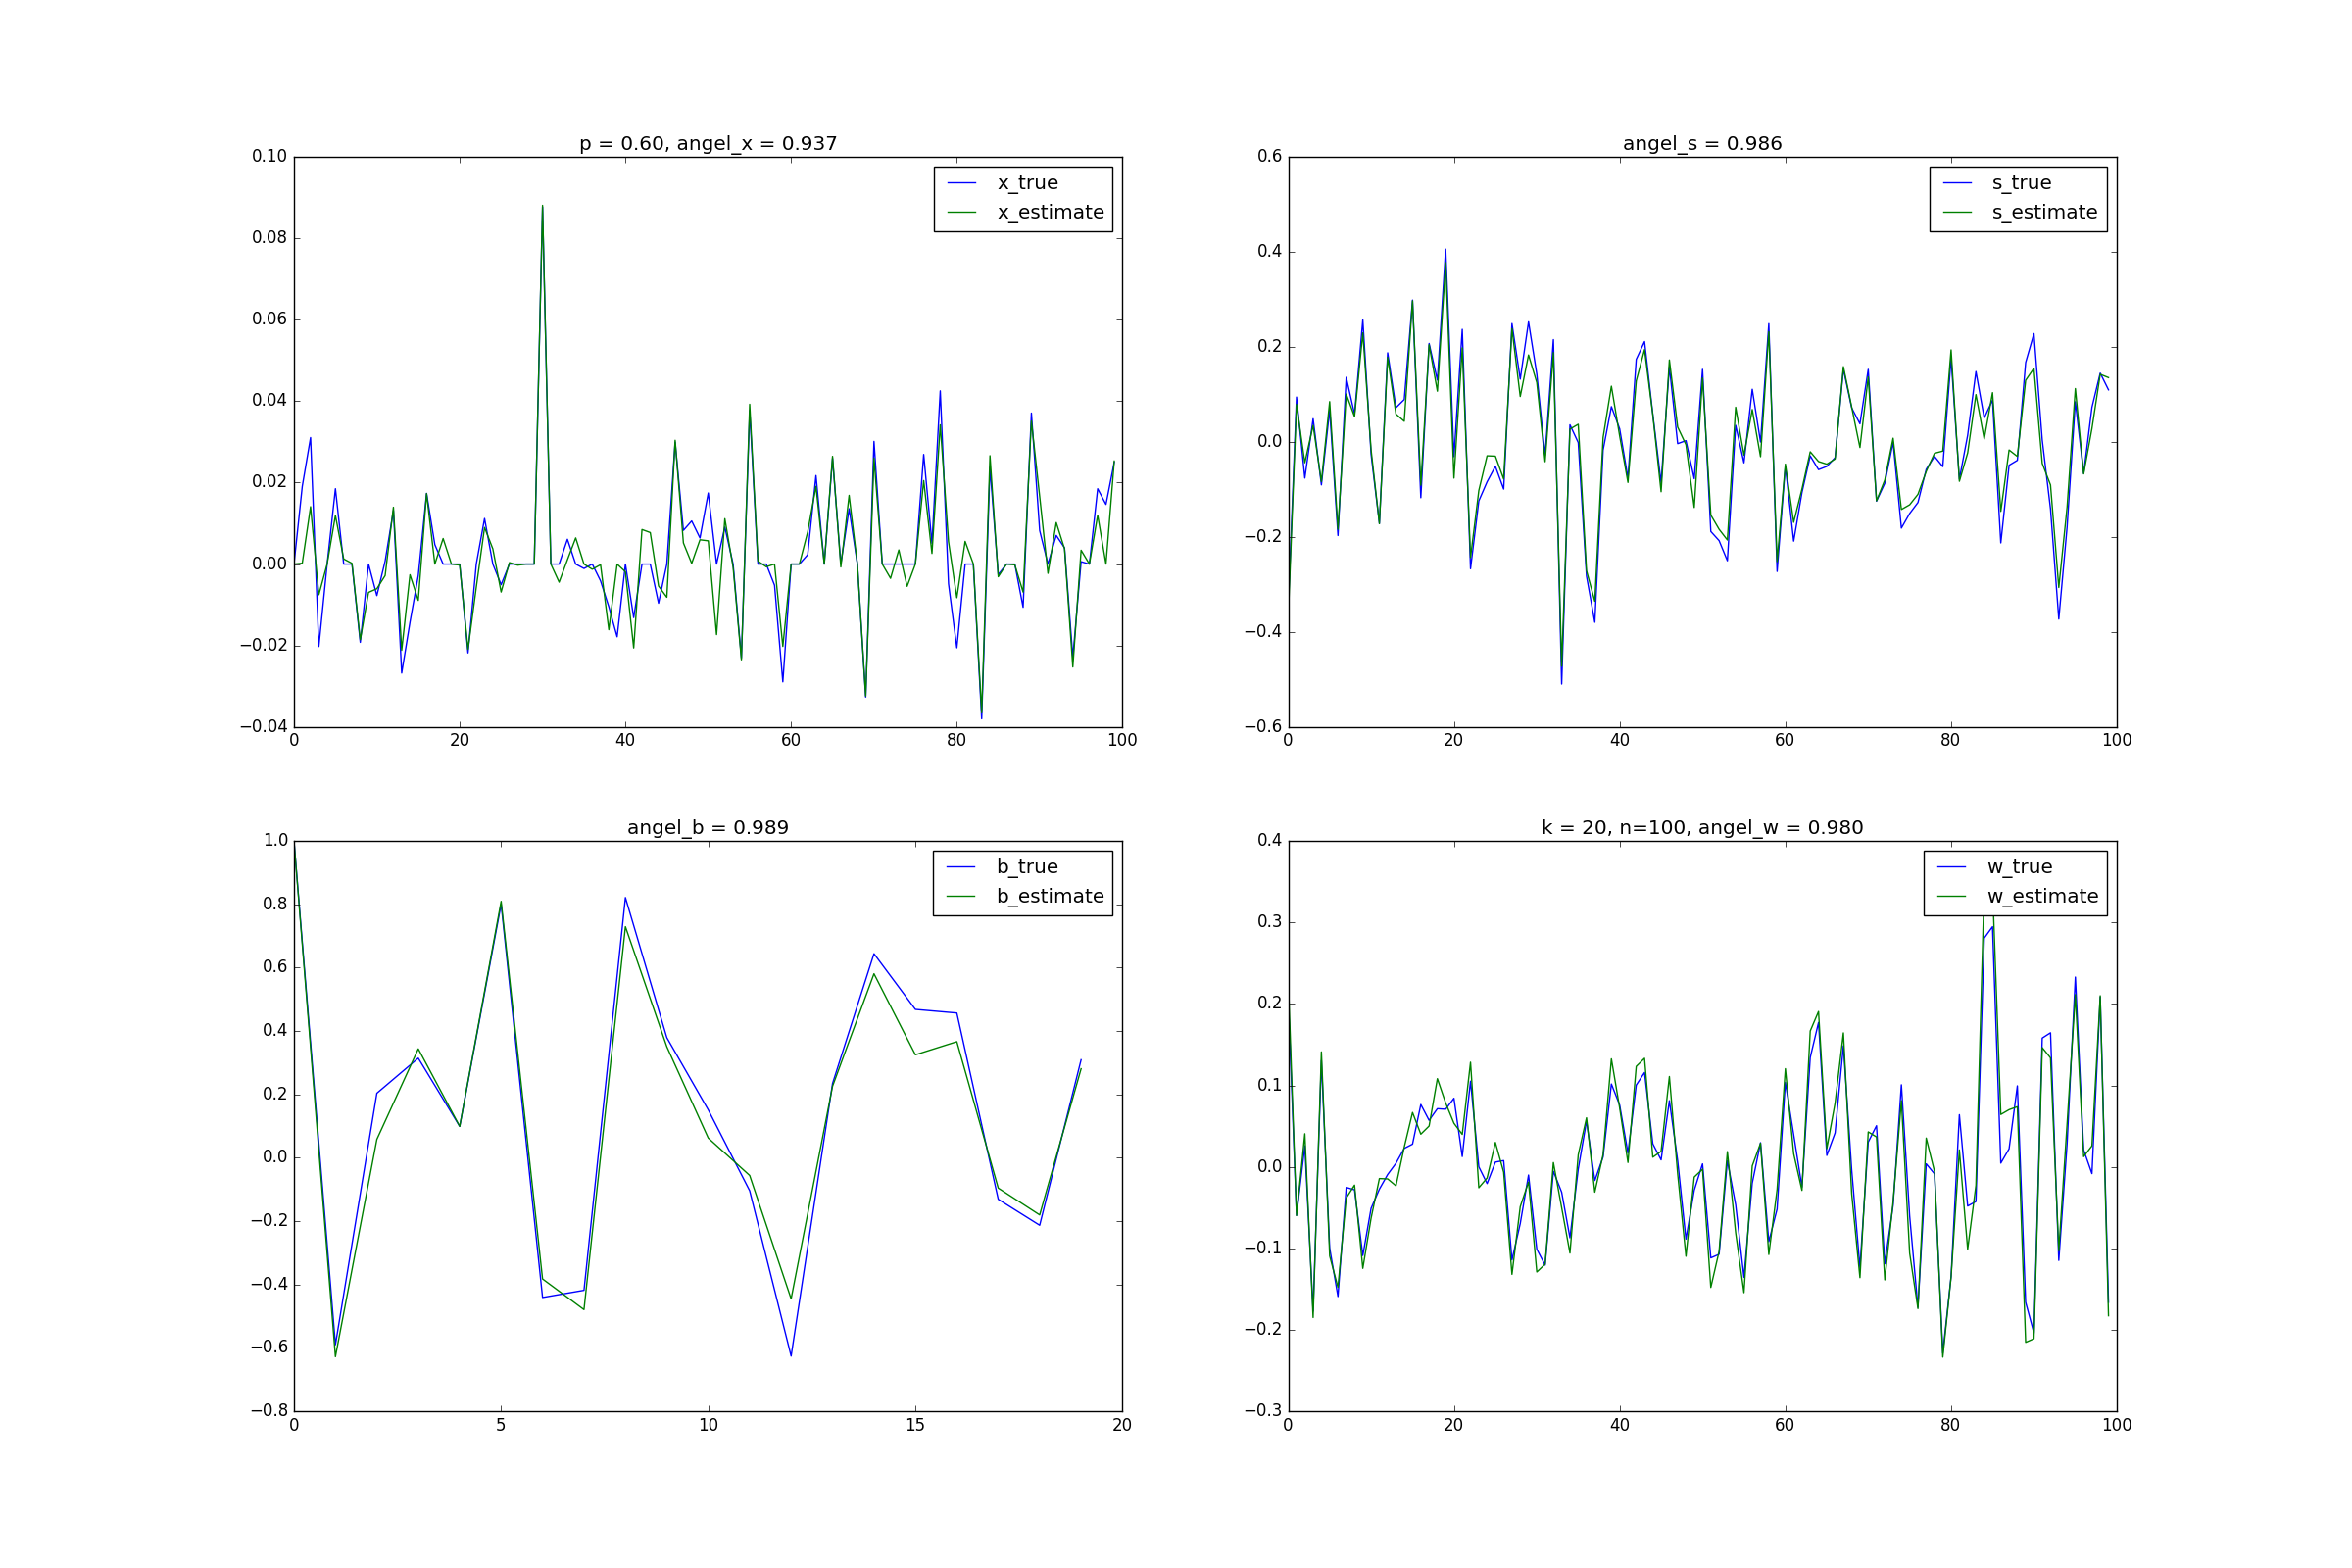 p = 0.60, angel_x = 0.937
0.10
0.08
0.06
0.04
0.02
0.00
−0.02
−0.04
0 20 40 60 80 100
x_true
x_estimate
angel_s = 0.986
0.6
0.4
0.2
0.0
−0.2
−0.4
−0.6
0 20 40 60 80 100
s_true
s_estimate
angel_b = 0.989
1.0
0.8
0.6
0.4
0.2
0.0
−0.2
−0.4
−0.6
−0.8
0 5 10 15 20
b_true
b_estimate
k = 20, n=100, angel_w = 0.980
0.4
0.3
0.2
0.1
0.0
−0.1
−0.2
−0.3
0 20 40 60 80 100
w_true
w_estimate